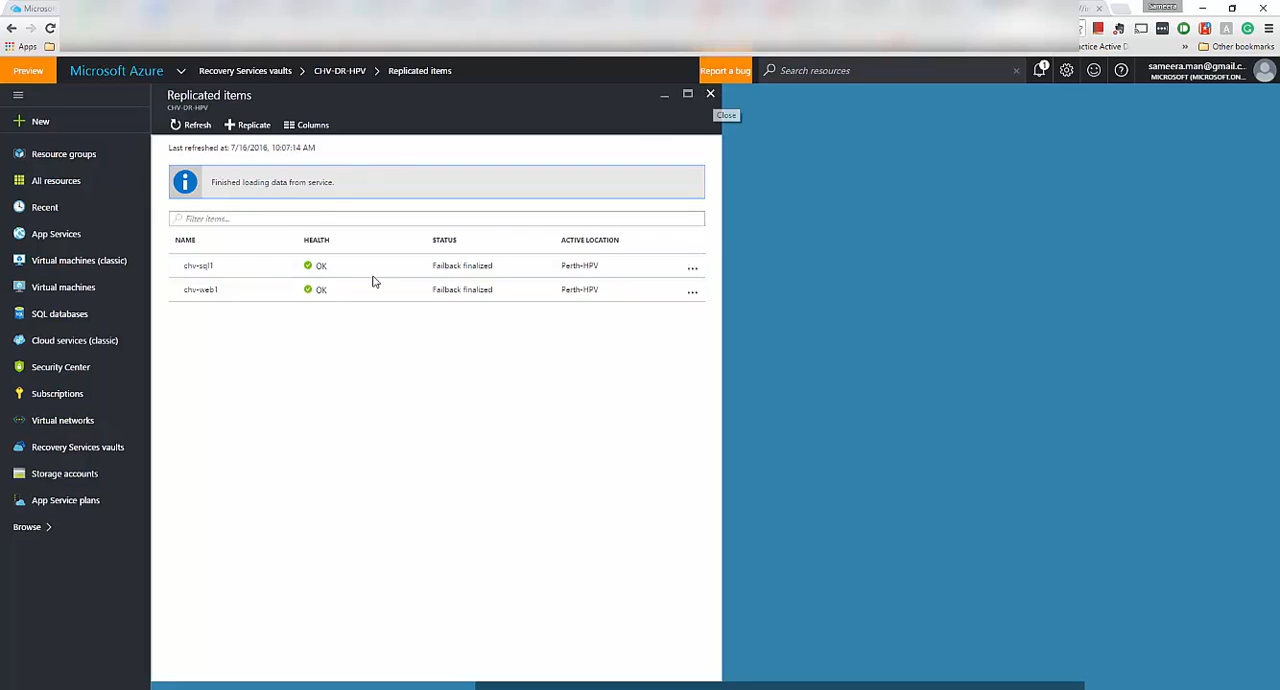 Microsof
Sameera
Apps
ctice Active D
»
Other bookmarks
Preview
Microsoft Azure
Recovery Services vaults > CHV-DR-HPV > Replicated items
Report a bug
Search resources
1
sameera.man@gmail.c...
MICROSOFT (MICROSOFT.ON...
Replicated items
CHV-DR-HPV
Close
Refresh
Replicate
Columns
Last refreshed at: 7/16/2016, 10:07:14 AM
Finished loading data from service.
Filter items...
NAME HEALTH STATUS ACTIVE LOCATION
chv-sql1 OK Failback finalized Perth-HPV ...
chv-web1 OK Failback finalized Perth-HPV ...
New
Resource groups
All resources
Recent
App Services
Virtual machines (classic)
Virtual machines
SQL databases
Cloud services (classic)
Security Center
Subscriptions
Virtual networks
Recovery Services vaults
Storage accounts
App Service plans
Browse >